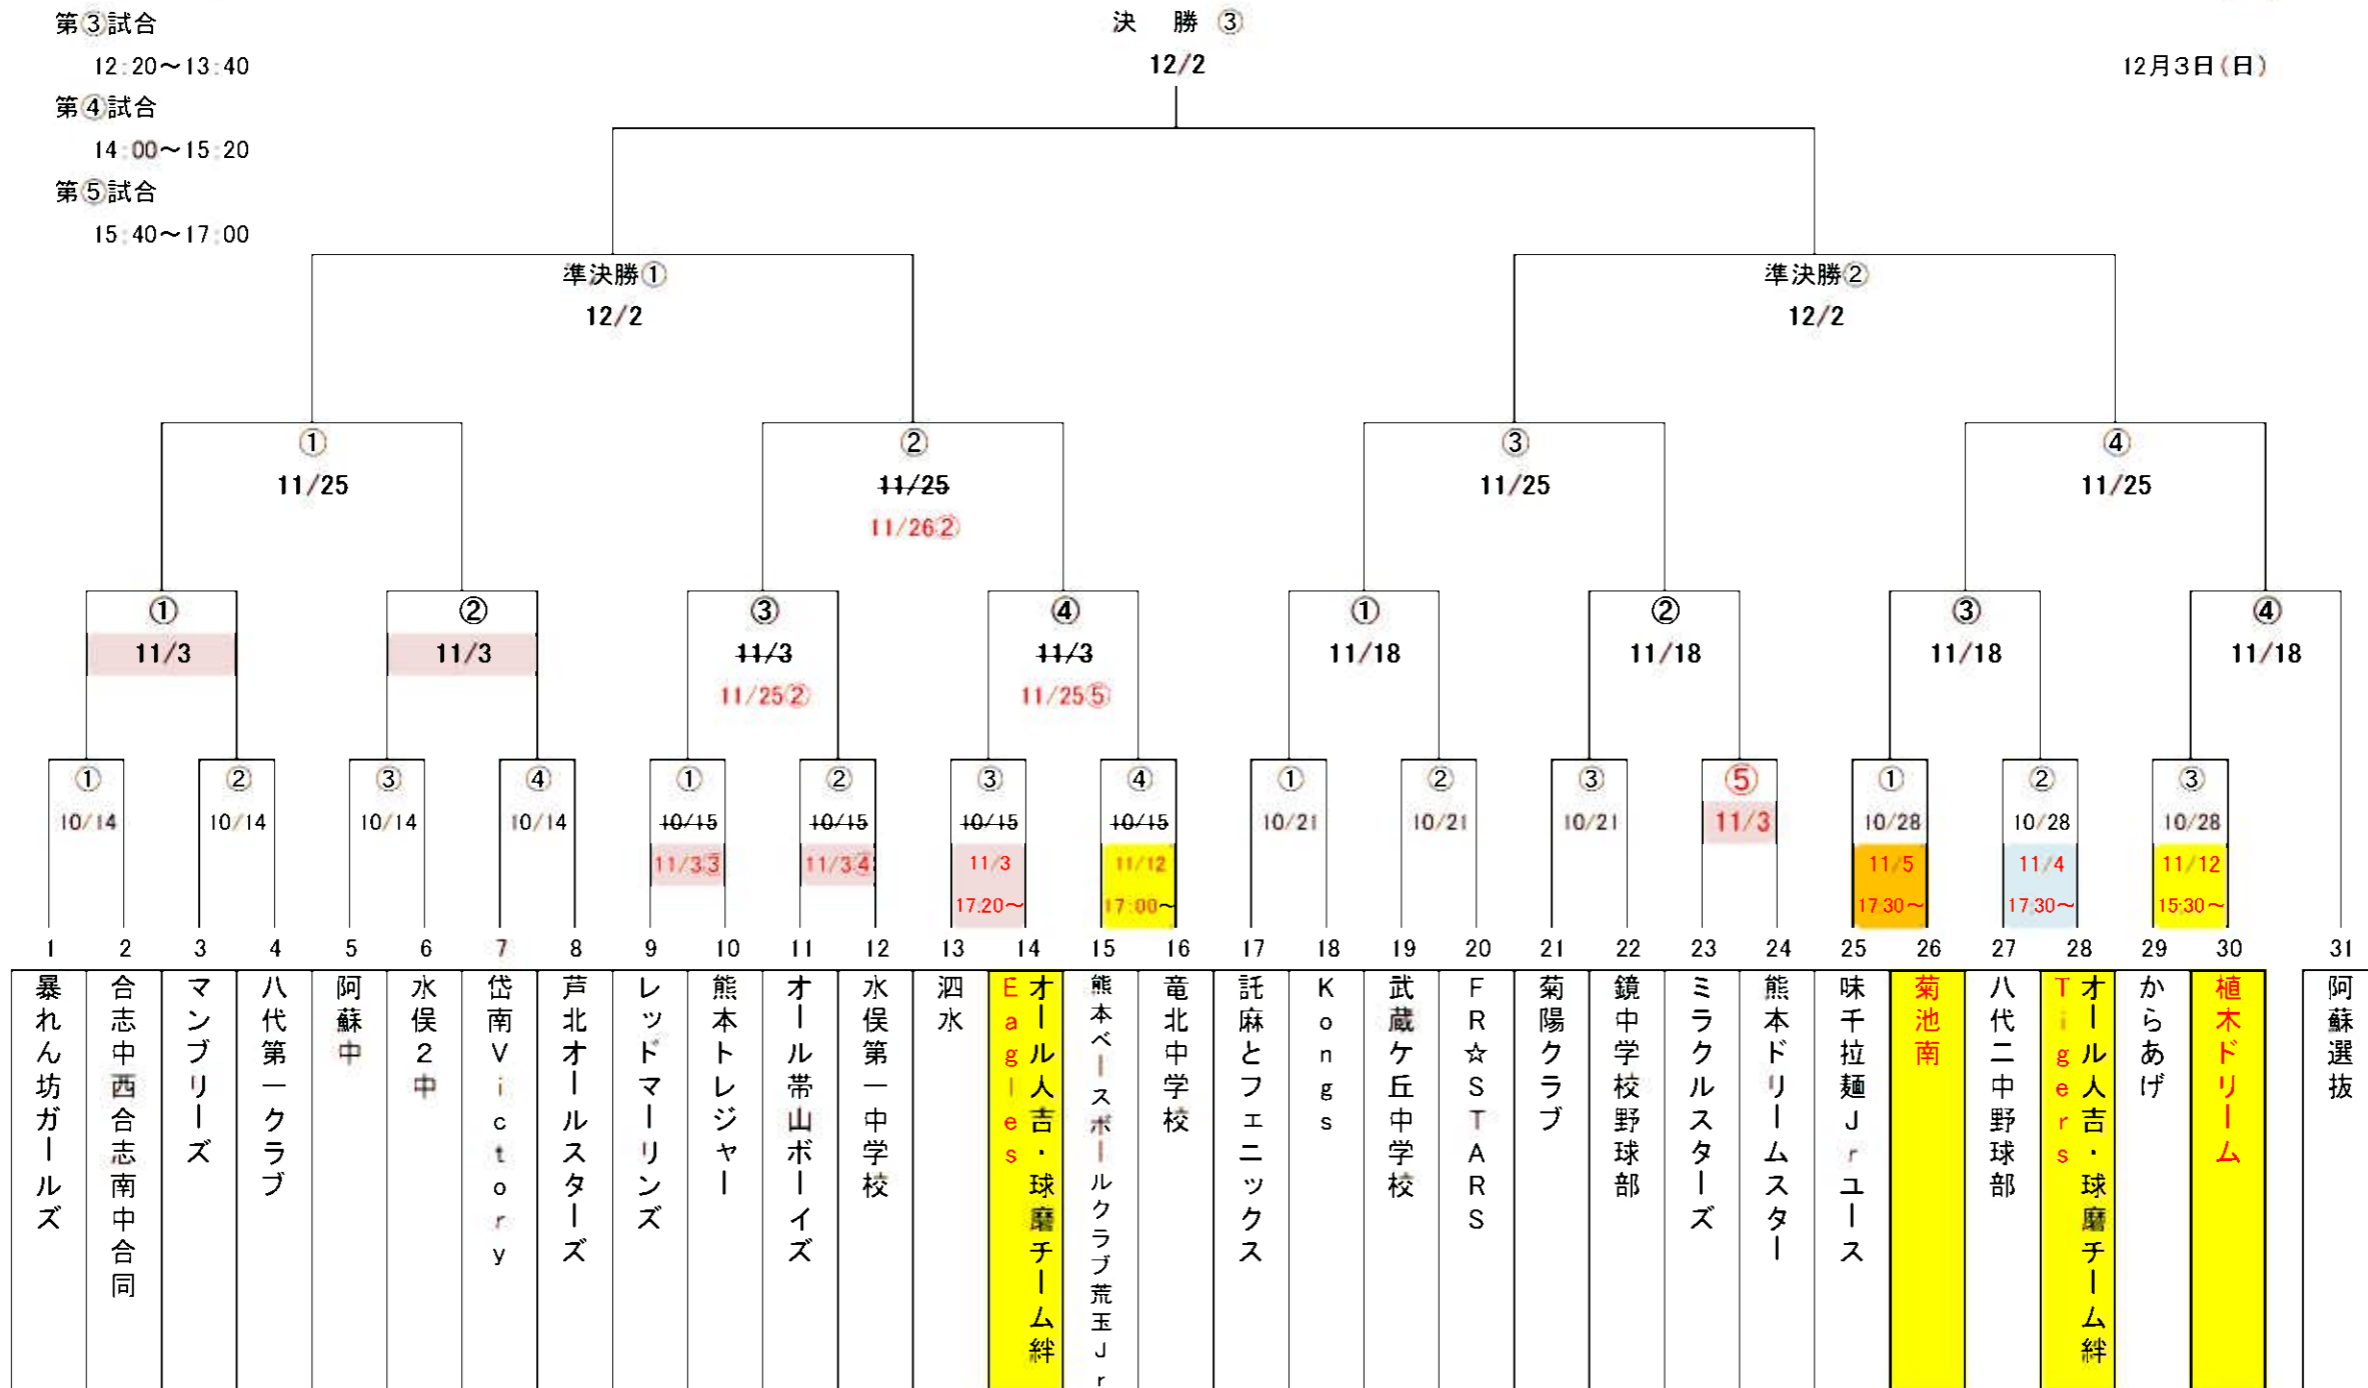 第③試合
12:20～13:40
第④試合
14:00～15:20
第⑤試合
15:40～17:00
決 勝 ③
12/2
12月3日(日)
準決勝①
12/2
準決勝②
12/2
①
11/25
②
11/25
11/26②
③
11/25
④
11/25
①
11/3
②
11/3
③
11/3
11/25②
④
11/3
11/25⑤
①
11/18
②
11/18
③
11/18
④
11/18
①
10/14
②
10/14
③
10/14
④
10/14
①
10/15
11/3③
②
10/15
11/3④
③
10/15
11/3
17:20～
④
10/15
11/12
17:00～
①
10/21
②
10/21
③
10/21
⑤
11/3
①
10/28
11/5
17:30～
②
10/28
11/4
17:30～
③
10/28
11/12
15:30～
1 2 3 4 5 6 7 8 9 10 11 12 13 14 15 16 17 18 19 20 21 22 23 24 25 26 27 28 29 30 31
暴れん坊ガールズ
合志中西合志南中合同
マンブリーズ
八代第一クラブ
阿蘇中
水俣2中
岱南Victory
芦北オールスターズ
レッドマーリンズ
熊本トレジャー
オール帯山ボーイズ
水俣第一中学校
泗水
オール人吉・球磨チーム絆
Eagles
熊本ベースボールクラブ荒玉Jr
竜北中学校
託麻とフェニックス
Kongs
武蔵ケ丘中学校
FR☆STARS
菊陽クラブ
鏡中学校野球部
ミラクルスターズ
熊本ドリームスター
味千拉麺Jrユース
菊池南
八代二中野球部
オール人吉・球磨チーム絆
Tigers
からあげ
植木ドリーム
阿蘇選抜